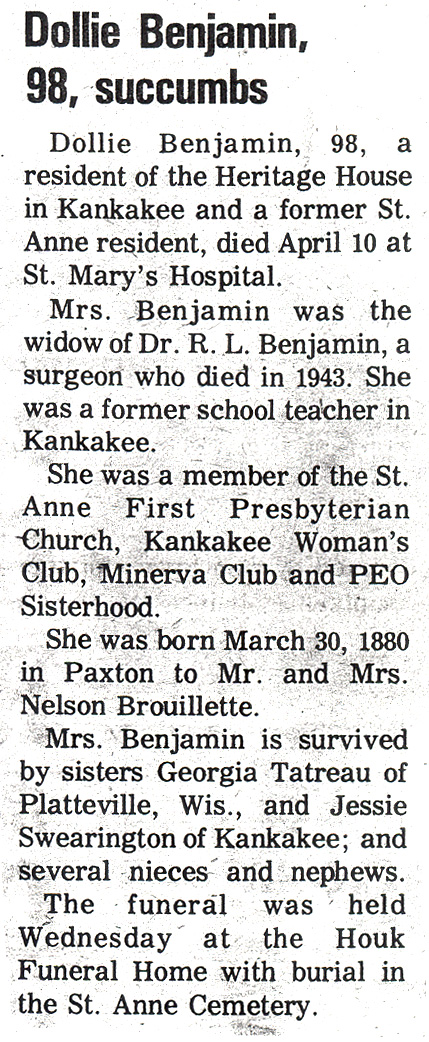 Dollie Benjamin,
98, succumbs
Dollie Benjamin, 98, a
resident of the Heritage House
in Kankakee and a former St.
Anne resident, died April 10 at
St. Mary's Hospital.
Mrs. Benjamin was the
widow of Dr. R. L. Benjamin, a
surgeon who died in 1943. She
was a former school teacher in
Kankakee.
She was a member of the St.
Anne First Presbyterian
Church, Kankakee Woman's
Club, Minerva Club and PEO
Sisterhood.
She was born March 30, 1880
in Paxton to Mr. and Mrs.
Nelson Brouillette.
Mrs. Benjamin is survived
by sisters Georgia Tatreau of
Platteville, Wis., and Jessie
Swearington of Kankakee; and
several nieces and nephews.
The funeral was held
Wednesday at the Houk
Funeral Home with burial in
the St. Anne Cemetery.